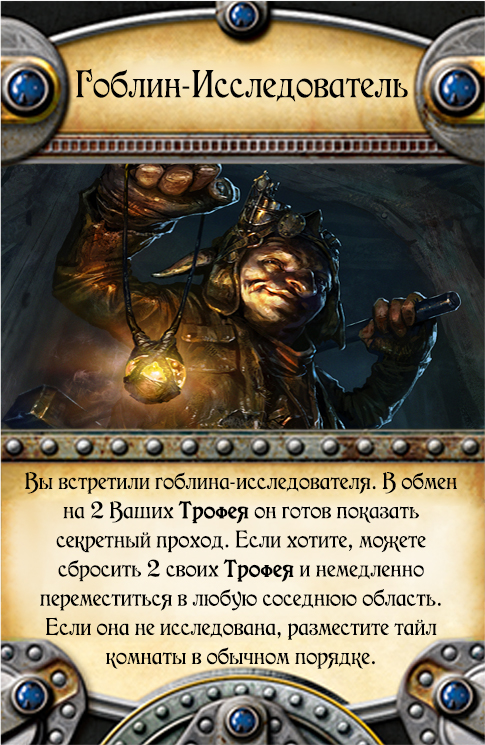 Гоблин-Исследователь
Вы встретили гоблина-исследователя. В обмен
на 2 Ваших Трофея он готов показать
секретный проход. Если хотите, можете
сбросить 2 своих Трофея и немедленно
переместиться в любую соседнюю область.
Если она не исследована, разместите тайл
комнаты в обычном порядке.